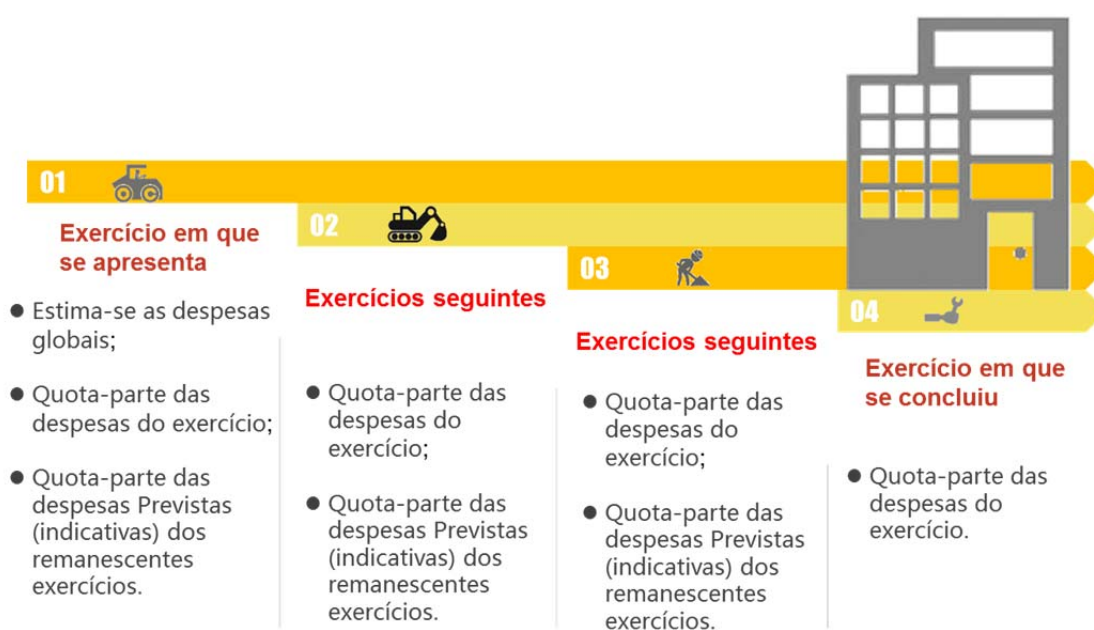 01
Exercício em que
se apresenta
● Estima-se as despesas
globais;
● Quota-parte das
despesas do exercício;
● Quota-parte das
despesas Previstas
(indicativas) dos
remanescentes
exercícios.
02
Exercícios seguintes
● Quota-parte das
despesas do
exercício;
● Quota-parte das
despesas Previstas
(indicativas) dos
remanescentes
exercícios.
03
Exercícios seguintes
● Quota-parte das
despesas do
exercício;
● Quota-parte das
despesas Previstas
(indicativas) dos
remanescentes
exercícios.
04
Exercício em que
se concluiu
● Quota-parte das
despesas do
exercício.